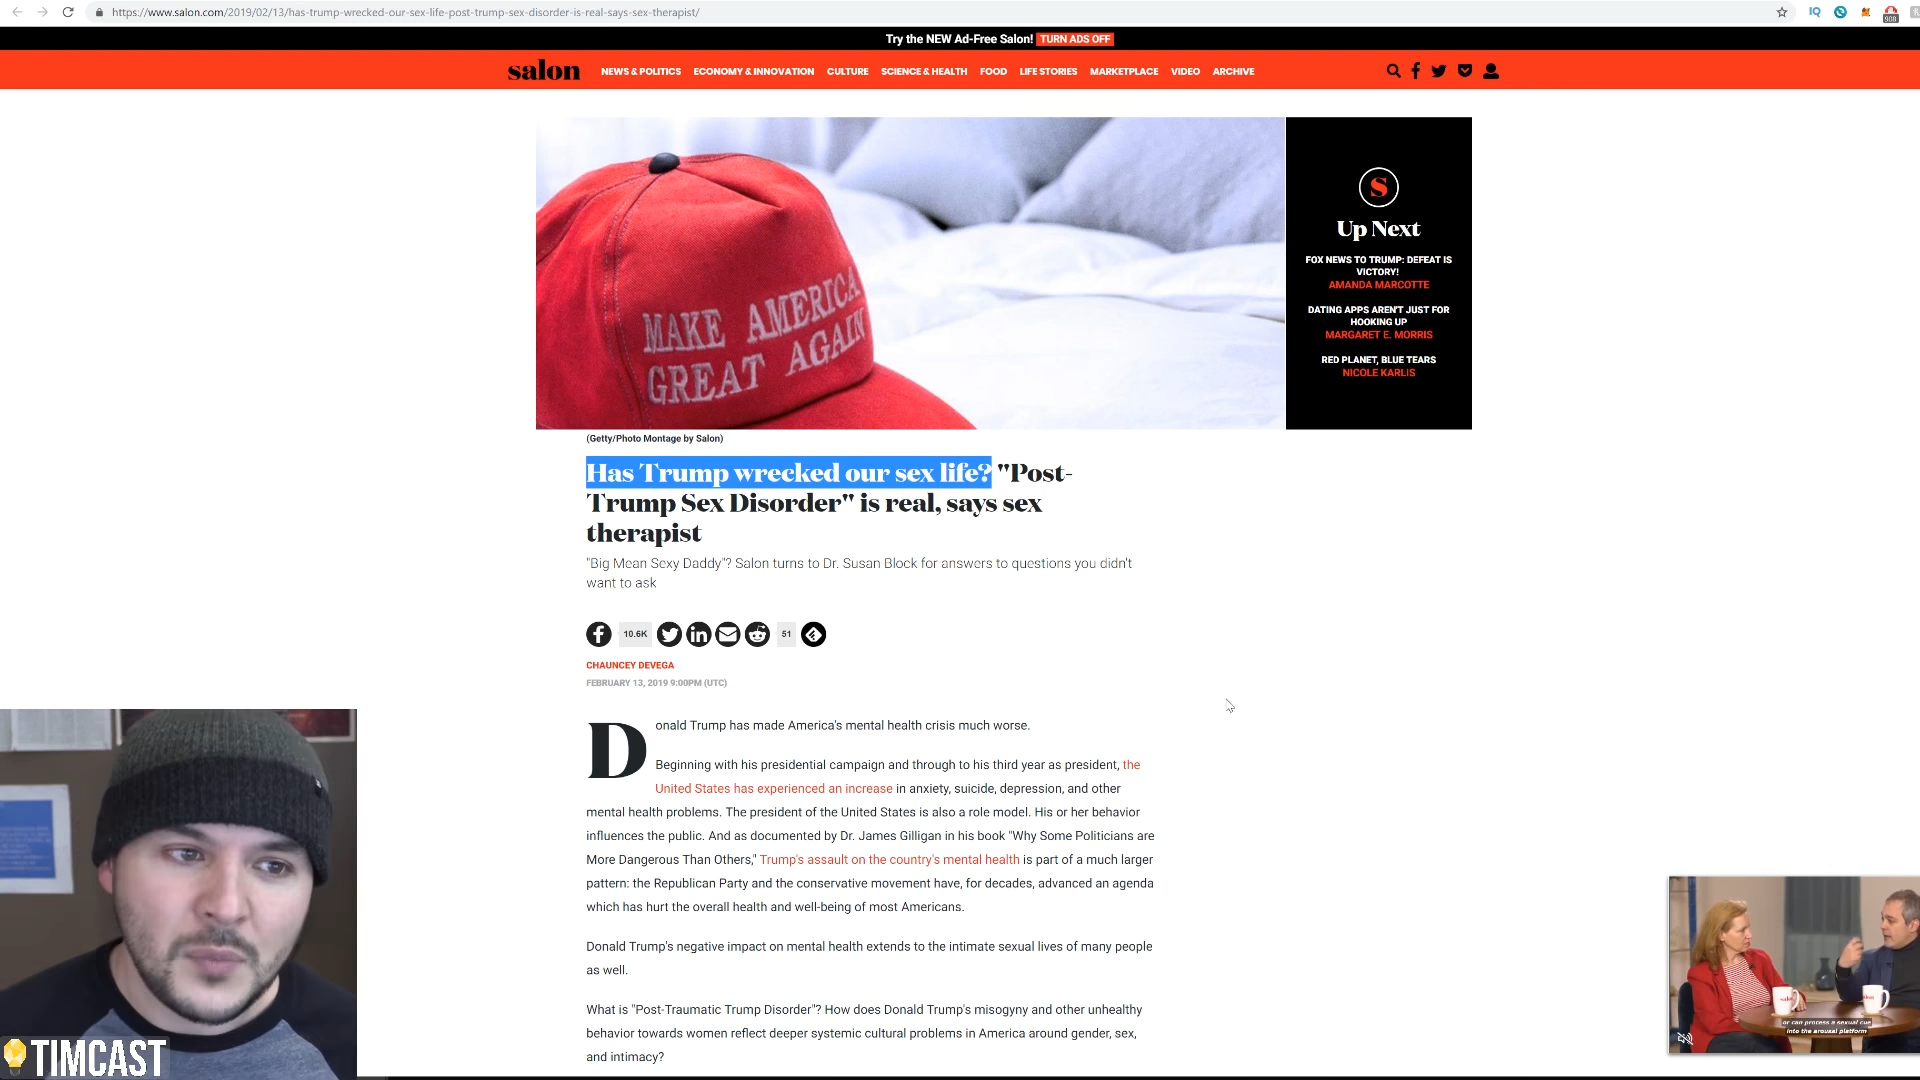 https://www.salon.com/2019/02/13/has-trump-wrecked-our-sex-life-post-trump-sex-disorder-is-real-says-sex-therapist/
IQ
908
Try the NEW Ad-Free Salon! TURN ADS OFF
salon
NEWS & POLITICS ECONOMY & INNOVATION CULTURE SCIENCE & HEALTH FOOD LIFE STORIES MARKETPLACE VIDEO ARCHIVE
MAKE AMERICA
GREAT AGAIN
S
Up Next
FOX NEWS TO TRUMP: DEFEAT IS
VICTORY!
AMANDA MARCOTTE
DATING APPS AREN'T JUST FOR
HOOKING UP
MARGARET E. MORRIS
RED PLANET, BLUE TEARS
NICOLE KARLIS
(Getty/Photo Montage by Salon)
Has Trump wrecked our sex life? "Post-
Trump Sex Disorder" is real, says sex
therapist
"Big Mean Sexy Daddy"? Salon turns to Dr. Susan Block for answers to questions you didn't
want to ask
10.6K
51
CHAUNCEY DEVEGA
FEBRUARY 13, 2019 9:00PM (UTC)
Donald Trump has made America's mental health crisis much worse.
Beginning with his presidential campaign and through to his third year as president, the
United States has experienced an increase in anxiety, suicide, depression, and other
mental health problems. The president of the United States is also a role model. His or her behavior
influences the public. And as documented by Dr. James Gilligan in his book "Why Some Politicians are
More Dangerous Than Others," Trump's assault on the country's mental health is part of a much larger
pattern: the Republican Party and the conservative movement have, for decades, advanced an agenda
which has hurt the overall health and well-being of most Americans.
Donald Trump's negative impact on mental health extends to the intimate sexual lives of many people
as well.
What is "Post-Traumatic Trump Disorder"? How does Donald Trump's misogyny and other unhealthy
behavior towards women reflect deeper systemic cultural problems in America around gender, sex,
and intimacy?
TIMCAST
or can process a sexual cue
into the arousal platform